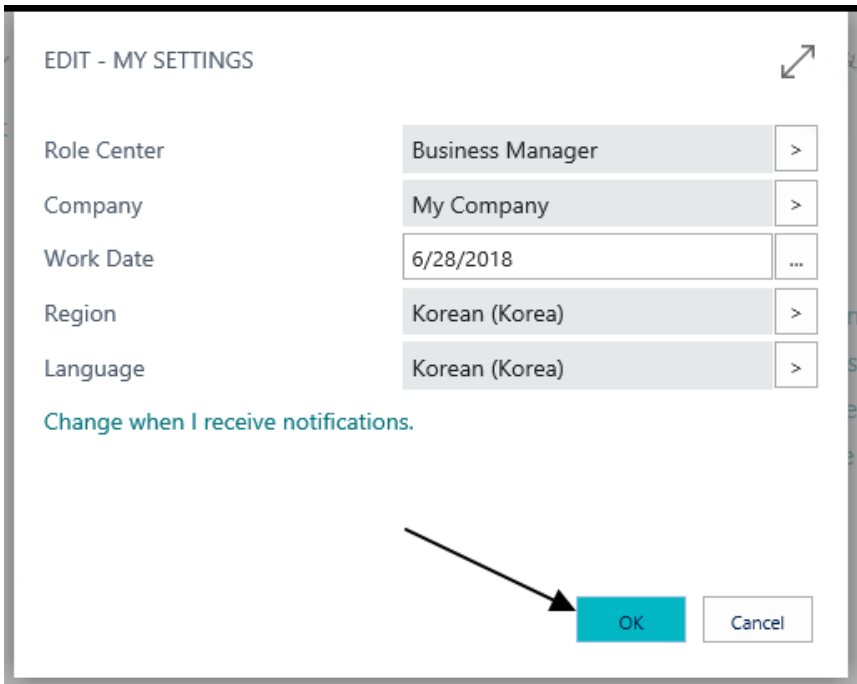 EDIT - MY SETTINGS
Role Center Business Manager >
Company My Company >
Work Date 6/28/2018 ...
Region Korean (Korea) >
Language Korean (Korea) >
Change when I receive notifications.
OK Cancel